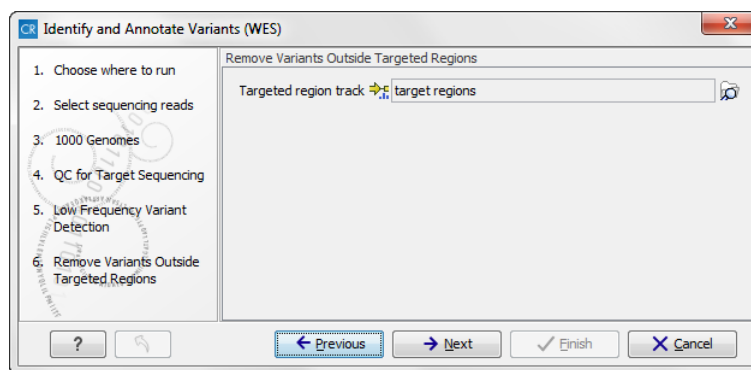 CR Identify and Annotate Variants (WES)
1. Choose where to run
2. Select sequencing reads
3. 1000 Genomes
4. QC for Target Sequencing
5. Low Frequency Variant
Detection
6. Remove Variants Outside
Targeted Regions
Remove Variants Outside Targeted Regions
Targeted region track target regions
? Previous Next Finish Cancel